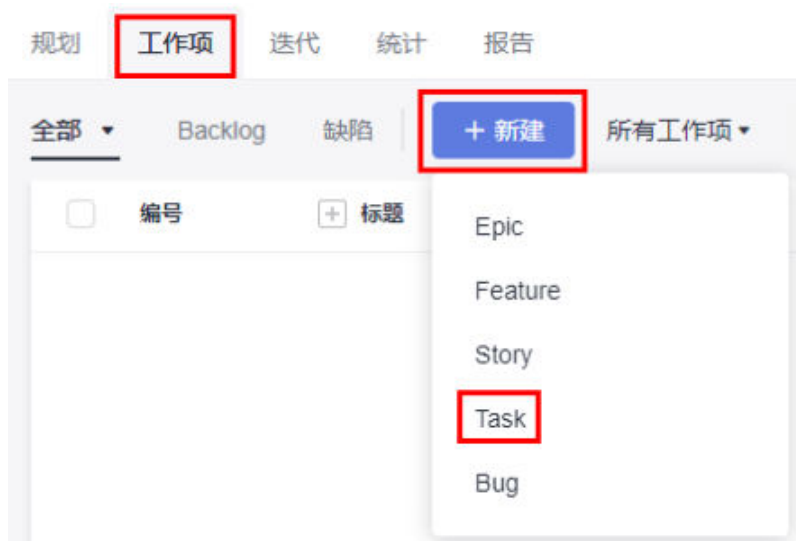 规划 工作项 迭代 统计 报告
全部 Backlog 缺陷 + 新建 所有工作项
编号 标题
Epic
Feature
Story
Task
Bug